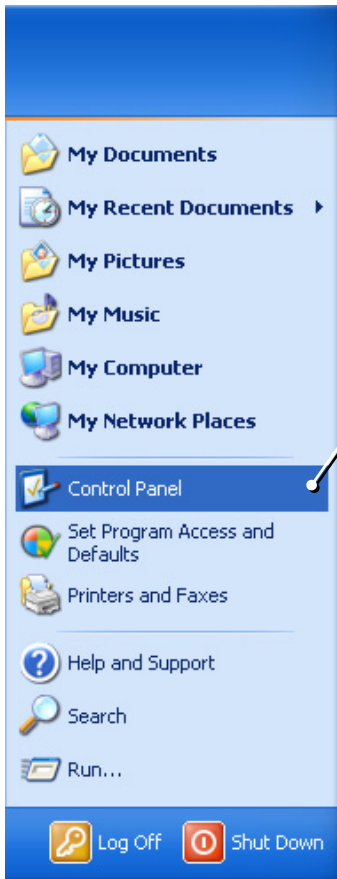 My Documents
My Recent Documents
My Pictures
My Music
My Computer
My Network Places
Control Panel
Set Program Access and
Defaults
Printers and Faxes
Help and Support
Search
Run...
Log Off Shut Down